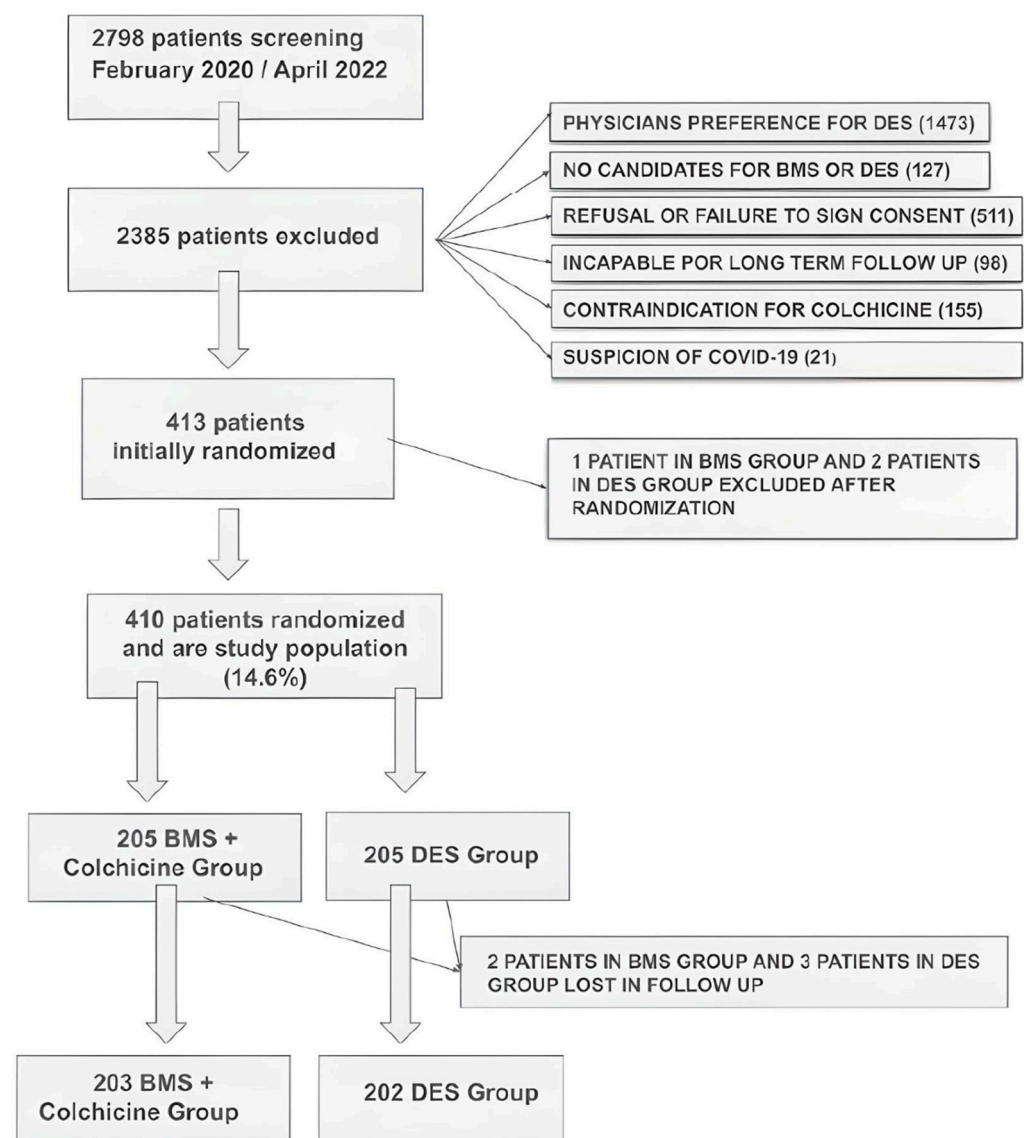 2798 patients screening
February 2020 / April 2022
PHYSICIANS PREFERENCE FOR DES (1473)
NO CANDIDATES FOR BMS OR DES (127)
2385 patients excluded
REFUSAL OR FAILURE TO SIGN CONSENT (511)
INCAPABLE POR LONG TERM FOLLOW UP (98)
CONTRAINDICATION FOR COLCHICINE (155)
SUSPICION OF COVID-19 (21)
413 patients
initially randomized
1 PATIENT IN BMS GROUP AND 2 PATIENTS
IN DES GROUP EXCLUDED AFTER
RANDOMIZATION
410 patients randomized
and are study population
(14.6%)
205 BMS +
Colchicine Group
205 DES Group
2 PATIENTS IN BMS GROUP AND 3 PATIENTS IN DES
GROUP LOST IN FOLLOW UP
203 BMS +
Colchicine Group
202 DES Group